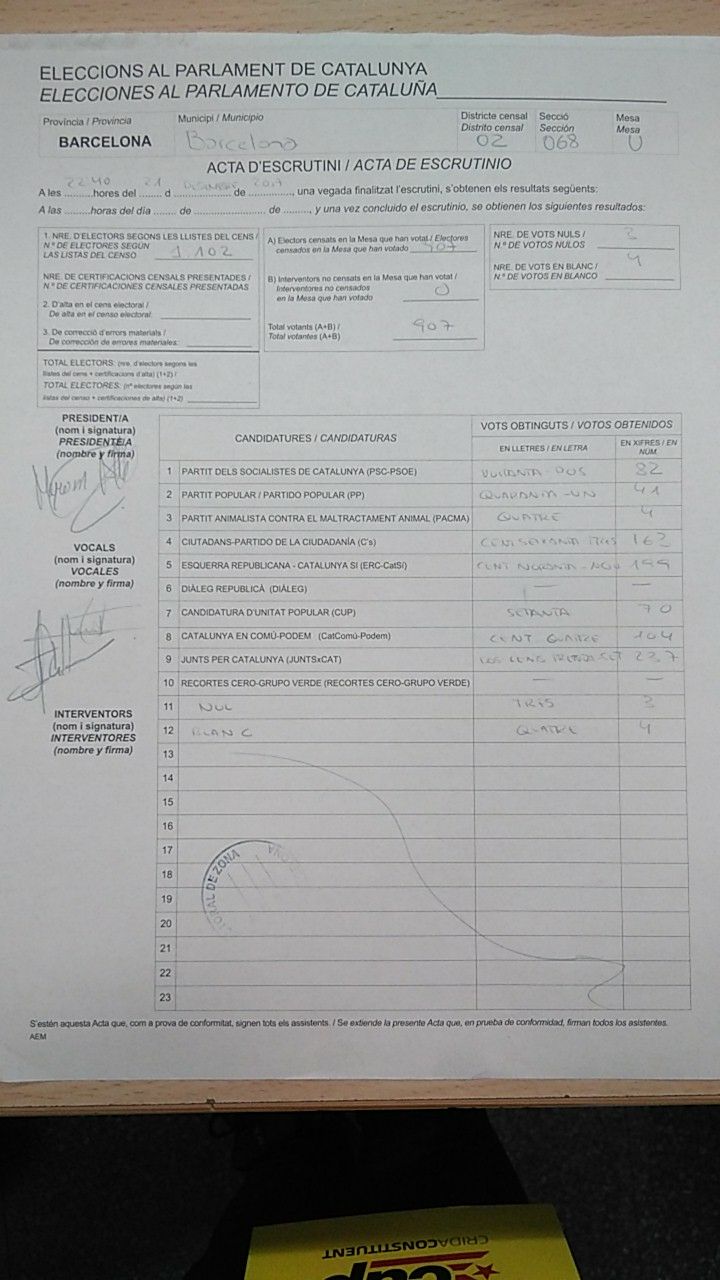 ELECCIONS AL PARLAMENT DE CATALUNYA
ELECCIONES AL PARLAMENTO DE CATALUÑA
Província / Provincia
BARCELONA
Municipi / Municipio
Barcelona
Districte censal
Distrito censal
02
Secció
Sección
068
Mesa
Mesa
U
ACTA D'ESCRUTINI / ACTA DE ESCRUTINIO
A les 22 40 hores del 21 d desembre de 2017, una vegada finalitzat l'escrutini, s'obtenen els resultats següents:
A las ........horas del día ....... de ......................... de ........, y una vez concluido el escrutinio, se obtienen los siguientes resultados:
1. NRE. D'ELECTORS SEGONS LES LLISTES DEL CENS /
N.º DE ELECTORES SEGÚN
LAS LISTAS DEL CENSO 1.102
NRE. DE CERTIFICACIONS CENSALS PRESENTADES /
N.º DE CERTIFICACIONES CENSALES PRESENTADAS
2. D'alta en el cens electoral /
De alta en el censo electoral:
3. De correcció d'errors materials /
De corrección de errores materiales:
TOTAL ELECTORS: (nre. d'electors segons les
llistes del cens + certificacions d'alta) (1+2) /
TOTAL ELECTORES: (nº electores según las
listas del censo + certificaciones de alta) (1+2)
A) Electors censats en la Mesa que han votat / Electores
censados en la Mesa que han votado 907
B) Interventors no censats en la Mesa que han votat /
Interventores no censados
en la Mesa que han votado 0
Total votants (A+B) /
Total votantes (A+B) 907
NRE. DE VOTS NULS /
N.º DE VOTOS NULOS 3
NRE. DE VOTS EN BLANC /
N.º DE VOTOS EN BLANCO 4
PRESIDENT/A
(nom i signatura)
PRESIDENTE/A
(nombre y firma)
VOCALS
(nom i signatura)
VOCALES
(nombre y firma)
INTERVENTORS
(nom i signatura)
INTERVENTORES
(nombre y firma)
CANDIDATURES / CANDIDATURAS
VOTS OBTINGUTS / VOTOS OBTENIDOS
EN LLETRES / EN LETRA
EN XIFRES / EN NÚM.
1 PARTIT DELS SOCIALISTES DE CATALUNYA (PSC-PSOE) VUITANTA-DOS 82
2 PARTIT POPULAR / PARTIDO POPULAR (PP) QUARANTA-UN 41
3 PARTIT ANIMALISTA CONTRA EL MALTRACTAMENT ANIMAL (PACMA) QUATRE 4
4 CIUTADANS-PARTIDO DE LA CIUDADANÍA (C's) CENT SEIXANTA TRES 163
5 ESQUERRA REPUBLICANA - CATALUNYA SÍ (ERC-CatSí) CENT NORANTA-NOU 199
6 DIÀLEG REPUBLICÀ (DIÀLEG) — —
7 CANDIDATURA D'UNITAT POPULAR (CUP) SETANTA 70
8 CATALUNYA EN COMÚ-PODEM (CatComú-Podem) CENT QUATRE 104
9 JUNTS PER CATALUNYA (JUNTSxCAT) DOS CENTS TRENTA SET 237
10 RECORTES CERO-GRUPO VERDE (RECORTES CERO-GRUPO VERDE) — —
11 NUL TRES 3
12 BLANC QUATRE 4
13
14
15
16
17
18
19
20
21
22
23
ORAL DE ZONA
S'estén aquesta Acta que, com a prova de conformitat, signen tots els assistents. / Se extiende la presente Acta que, en prueba de conformidad, firman todos los asistentes.
AEM
CRIDACONSTITUENT
cup